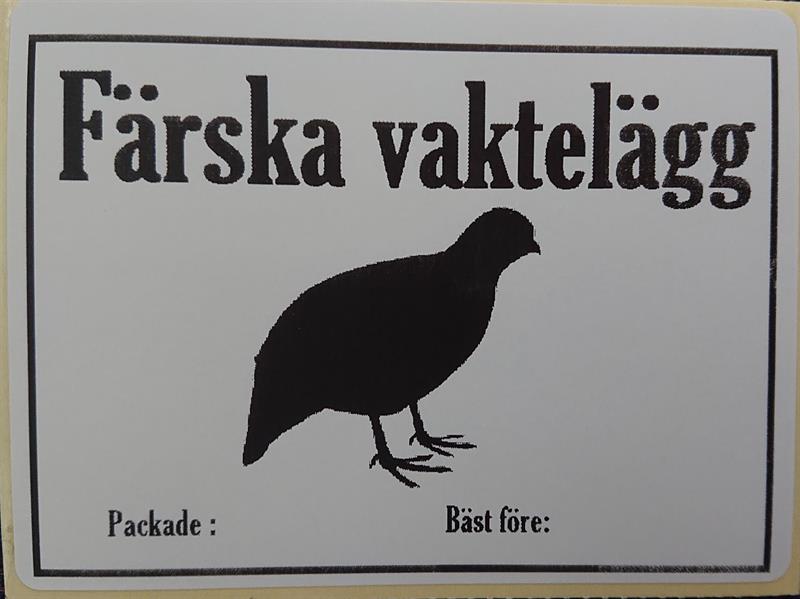 Färska vaktelägg
Packade : Bäst före: